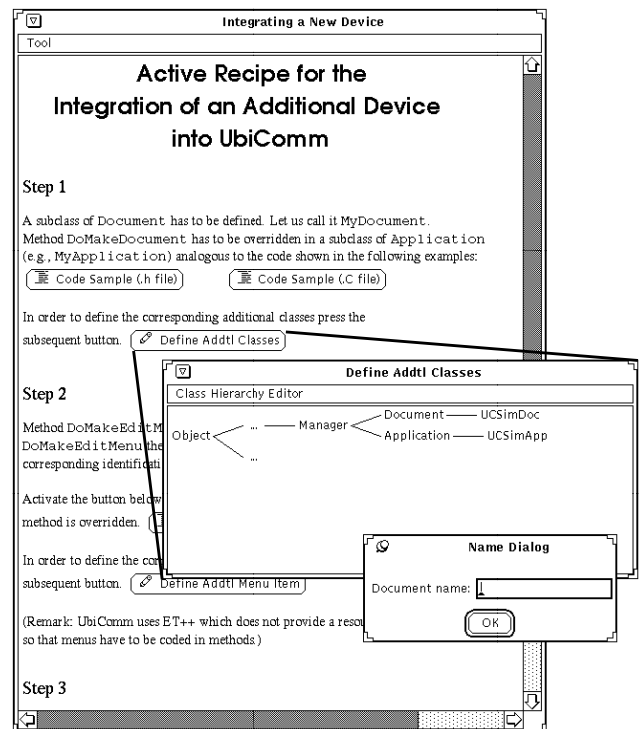 Integrating a New Device
Tool
Active Recipe for the
Integration of an Additional Device
into UbiComm
Step 1
A subclass of Document has to be defined. Let us call it MyDocument.
Method DoMakeDocument has to be overridden in a subclass of Application
(e.g., MyApplication) analogous to the code shown in the following examples:
Code Sample (.h file) Code Sample (.C file)
In order to define the corresponding additional classes press the
subsequent button. Define Addtl Classes
Step 2
Method DoMakeEditM
DoMakeEditMenu the
corresponding identificati
Activate the button below
method is overridden.
In order to define the cor
subsequent button. Define Addtl Menu Item
(Remark: UbiComm uses ET++ which does not provide a resou
so that menus have to be coded in methods.)
Step 3
Define Addtl Classes
Class Hierarchy Editor
Object ... Manager Document UCSimDoc
Application UCSimApp
...
Name Dialog
Document name:
OK